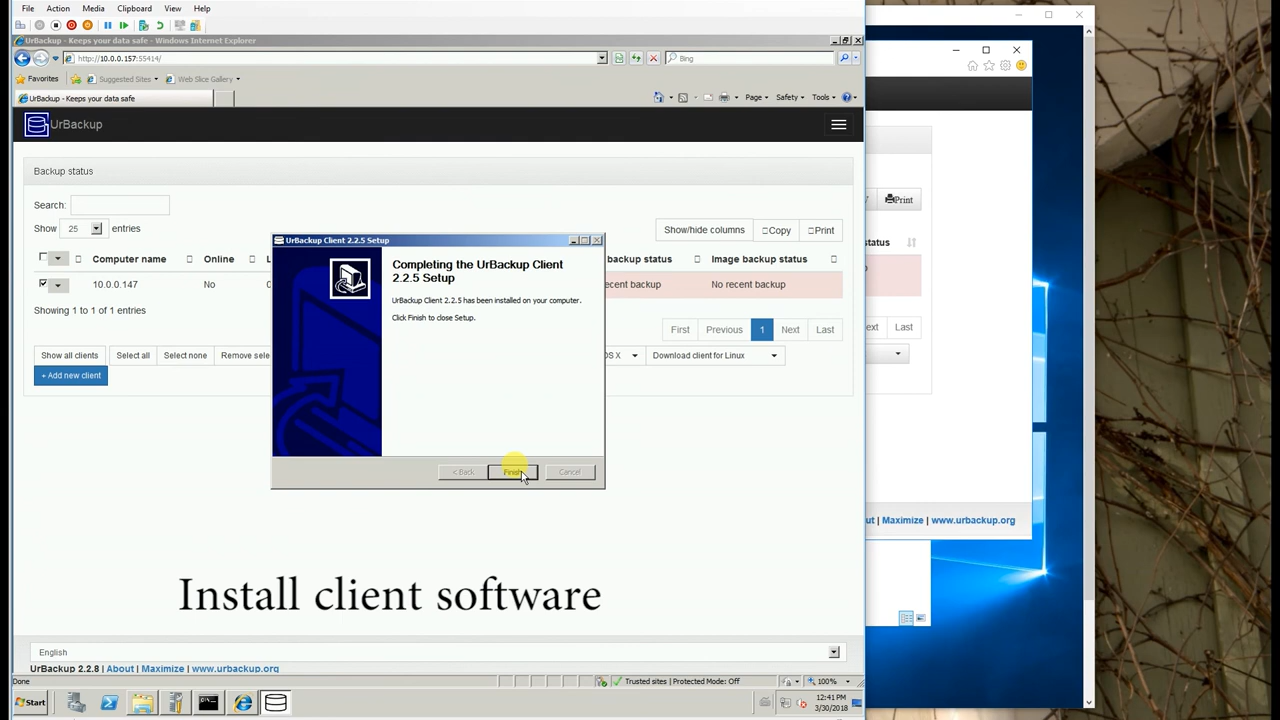 File Action Media Clipboard View Help
UrBackup - Keeps your data safe - Windows Internet Explorer
http://10.0.0.157:55414/
Bing
Favorites Suggested Sites Web Slice Gallery
UrBackup - Keeps your data safe
Page Safety Tools
UrBackup
Backup status
Search:
Show 25 entries
Show/hide columns Copy Print
Print
Computer name Online backup status Image backup status
status
10.0.0.147 No No recent backup
Showing 1 to 1 of 1 entries
First Previous 1 Next Last
Last
Show all clients Select all Select none Remove sele OS X Download client for Linux
+ Add new client
UrBackup Client 2.2.5 Setup
Completing the UrBackup Client
2.2.5 Setup
UrBackup Client 2.2.5 has been installed on your computer.
Click Finish to close Setup.
< Back Finish Cancel
ut | Maximize | www.urbackup.org
Install client software
English
UrBackup 2.2.8 | About | Maximize | www.urbackup.org
Done Trusted sites | Protected Mode: Off 100%
Start
12:41 PM
3/30/2018